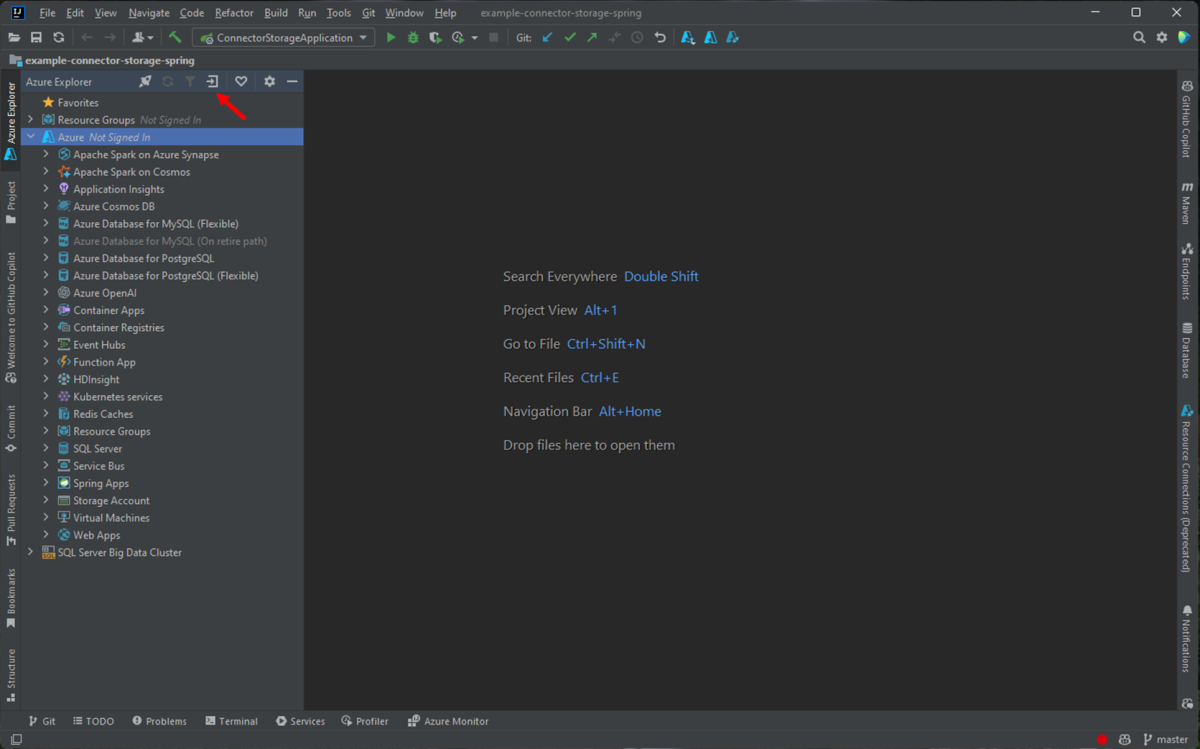 File Edit View Navigate Code Refactor Build Run Tools Git Window Help example-connector-storage-spring
ConnectorStorageApplication Git:
example-connector-storage-spring
Azure Explorer
Favorites
Resource Groups Not Signed In
Azure Not Signed In
Apache Spark on Azure Synapse
Apache Spark on Cosmos
Application Insights
Azure Cosmos DB
Azure Database for MySQL (Flexible)
Azure Database for MySQL (On retire path)
Azure Database for PostgreSQL
Azure Database for PostgreSQL (Flexible)
Azure OpenAI
Container Apps
Container Registries
Event Hubs
Function App
HDInsight
Kubernetes services
Redis Caches
Resource Groups
SQL Server
Service Bus
Spring Apps
Storage Account
Virtual Machines
Web Apps
SQL Server Big Data Cluster
Azure Explorer
Project
Welcome to GitHub Copilot
Commit
Pull Requests
Bookmarks
Structure
Search Everywhere Double Shift
Project View Alt+1
Go to File Ctrl+Shift+N
Recent Files Ctrl+E
Navigation Bar Alt+Home
Drop files here to open them
GitHub Copilot
m Maven
Endpoints
Database
Resource Connections (Deprecated)
Notifications
Git TODO Problems Terminal Services Profiler Azure Monitor
master